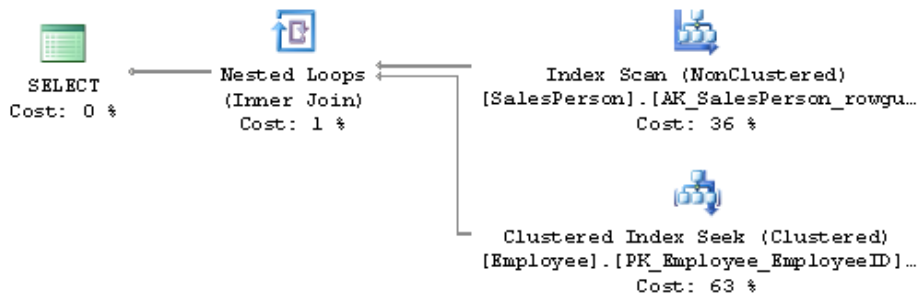 SELECT
Cost: 0 %
Nested Loops
(Inner Join)
Cost: 1 %
Index Scan (NonClustered)
[SalesPerson].[AK_SalesPerson_rowgu…
Cost: 36 %
Clustered Index Seek (Clustered)
[Employee].[PK_Employee_EmployeeID]…
Cost: 63 %